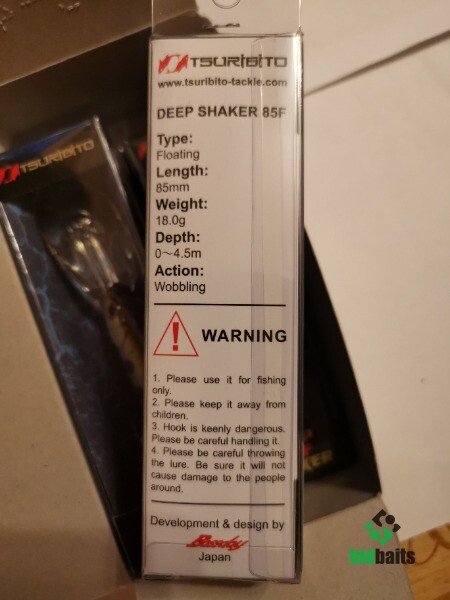 TSURIBITO
www.tsuribito-tackle.com
DEEP SHAKER 85F
Type:
Floating
Length:
85mm
Weight:
18.0g
Depth:
0～4.5m
Action:
Wobbling
WARNING
1. Please use it for fishing
only.
2. Please keep it away from
children.
3. Hook is keenly dangerous.
Please be careful handling it.
4. Please be careful throwing
the lure. Be sure it will not
cause damage to the people
around.
Development & design by
Japan
TSURIBITO
bidbaits